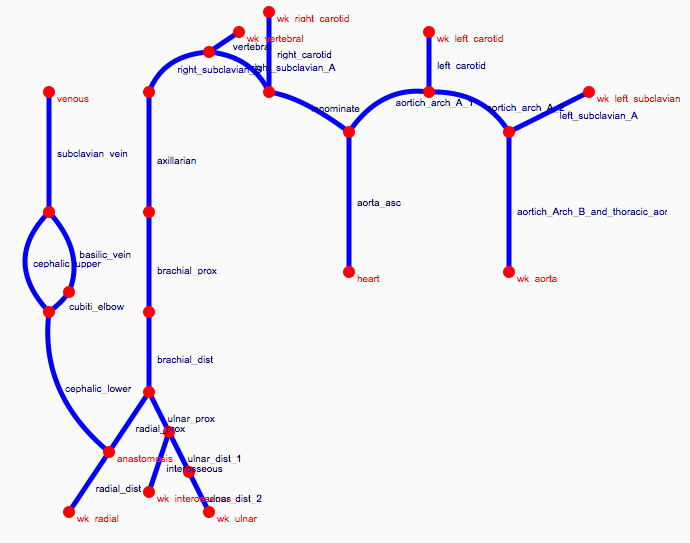 wk_right_carotid
wk_vertebral
wk_left_carotid
vertebral
right_carotid
left_carotid
right_subclavian_B
right_subclavian_A
venous
wk_left_subclavian
innominate
aortich_arch_A_1
aortich_arch_A_2
left_subclavian_A
subclavian_vein
axillarian
aorta_asc
aortich_Arch_B_and_thoracic_aor
basilic_vein
cephalic_upper
brachial_prox
heart
wk_aorta
cubiti_elbow
brachial_dist
cephalic_lower
ulnar_prox
radial_prox
anastomosis
ulnar_dist_1
interosseous
radial_dist
wk_interosseous
ulnar_dist_2
wk_radial
wk_ulnar